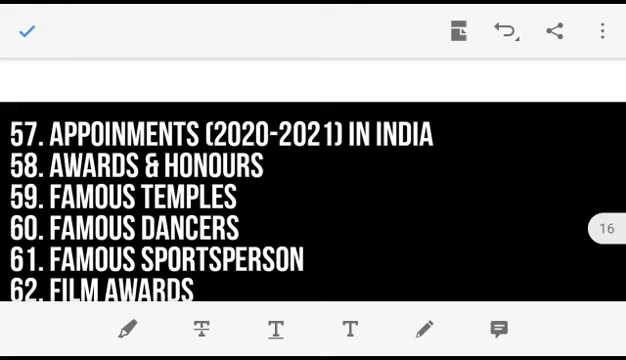 57. APPOINMENTS (2020-2021) IN INDIA
58. AWARDS & HONOURS
59. FAMOUS TEMPLES
60. FAMOUS DANCERS
61. FAMOUS SPORTSPERSON
62. FILM AWARDS
16